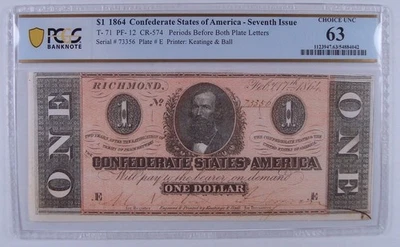 $1 1864 Confederate States of America - Seventh Issue
T- 71 PF- 12 CR-574 Periods Before Both Plate Letters
Serial # 73356 Plate # E Printer: Keatinge & Ball
PCGS
BANKNOTE
CHOICE UNC
63
RICHMOND, Feb. 17th 1864
No
ONE
1
1
ONE
CONFEDERATE STATES AMERICA
Will pay to the bearer on demand
ONE DOLLAR
.E
.E